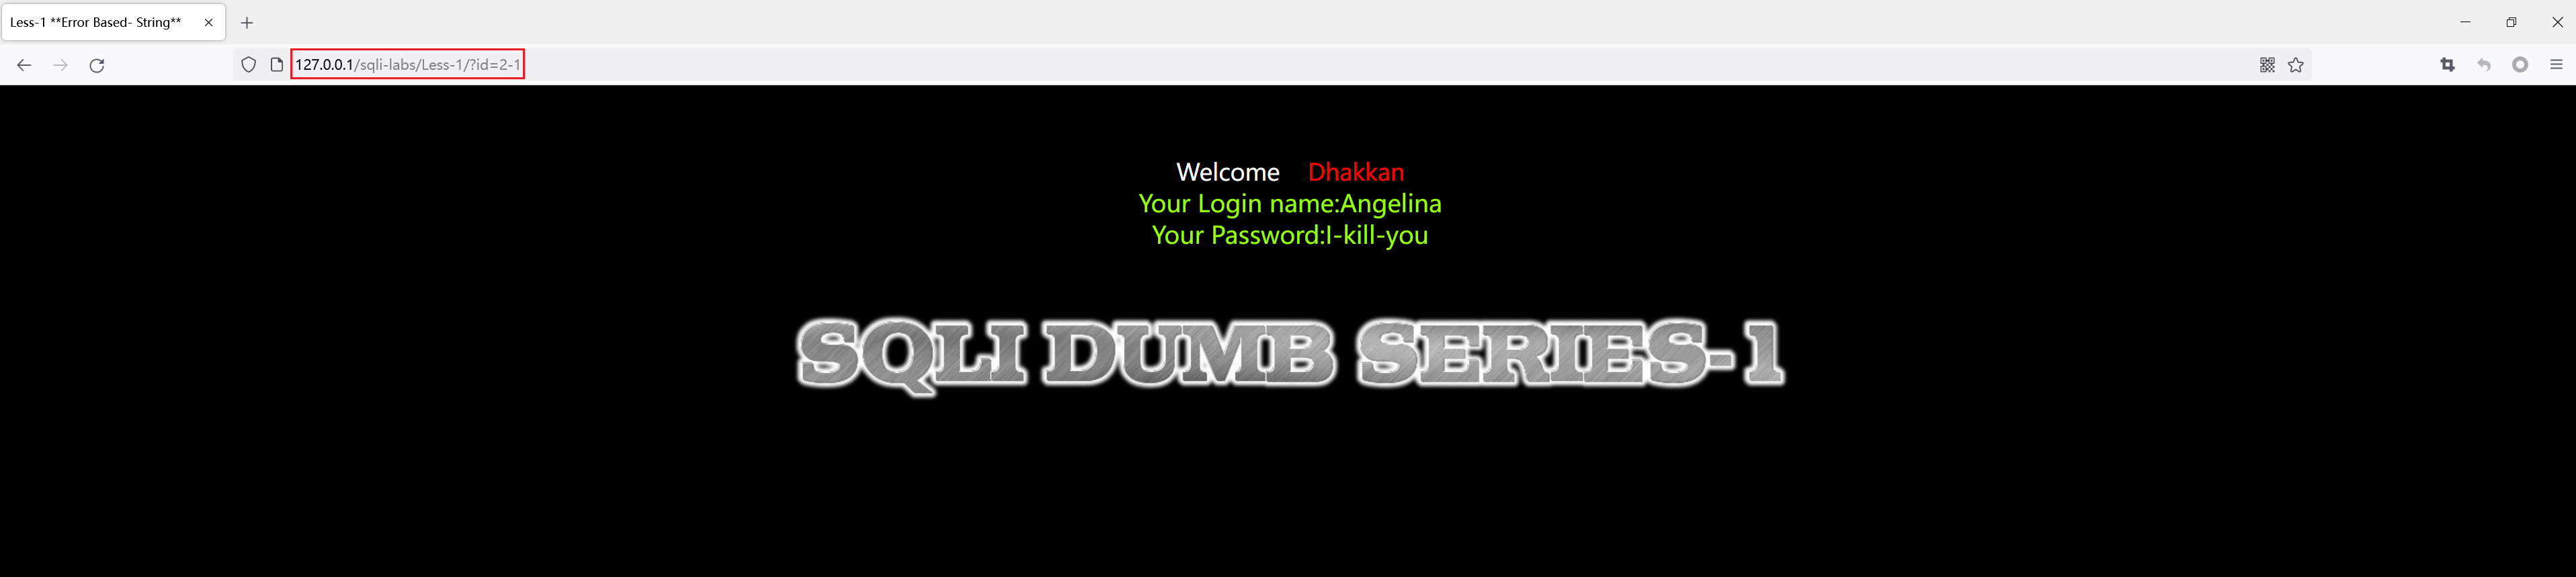 Less-1 **Error Based- String**
127.0.0.1/sqli-labs/Less-1/?id=2-1
Welcome Dhakkan
Your Login name:Angelina
Your Password:I-kill-you
SQLI DUMB SERIES-1